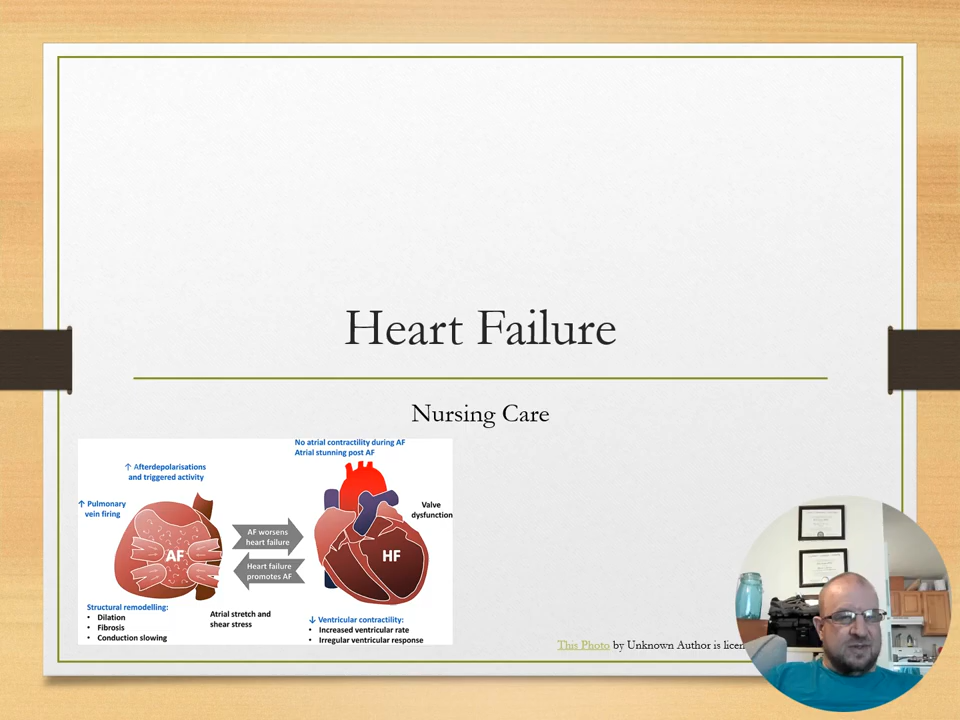 Heart Failure
Nursing Care
No atrial contractility during AF
Atrial stunning post AF
↑ Afterdepolarisations
and triggered activity
↑ Pulmonary
vein firing
Valve
dysfunction
AF
AF worsens
heart failure
HF
Heart failure
promotes AF
Structural remodelling:
• Dilation
• Fibrosis
• Conduction slowing
Atrial stretch and
shear stress
↓ Ventricular contractility:
• Increased ventricular rate
• Irregular ventricular response
This Photo by Unknown Author is licen